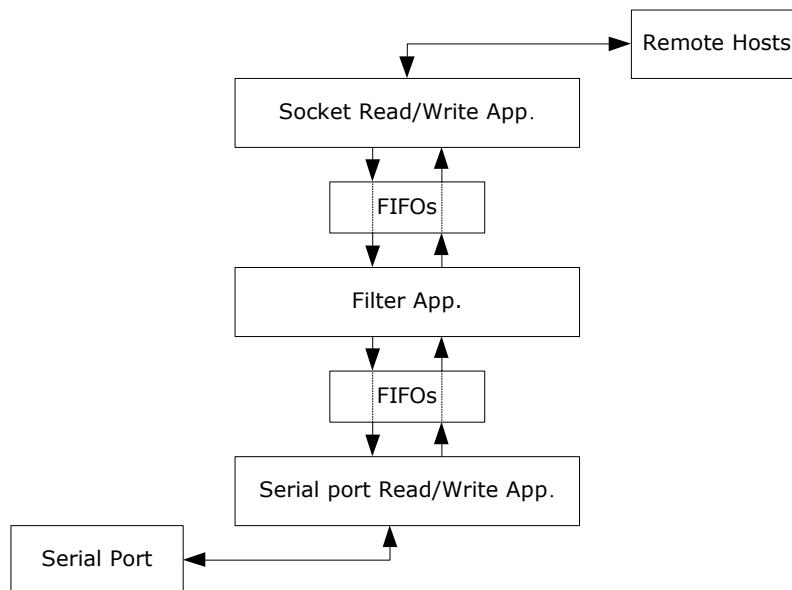 Remote Hosts
Socket Read/Write App.
FIFOs
Filter App.
FIFOs
Serial port Read/Write App.
Serial Port